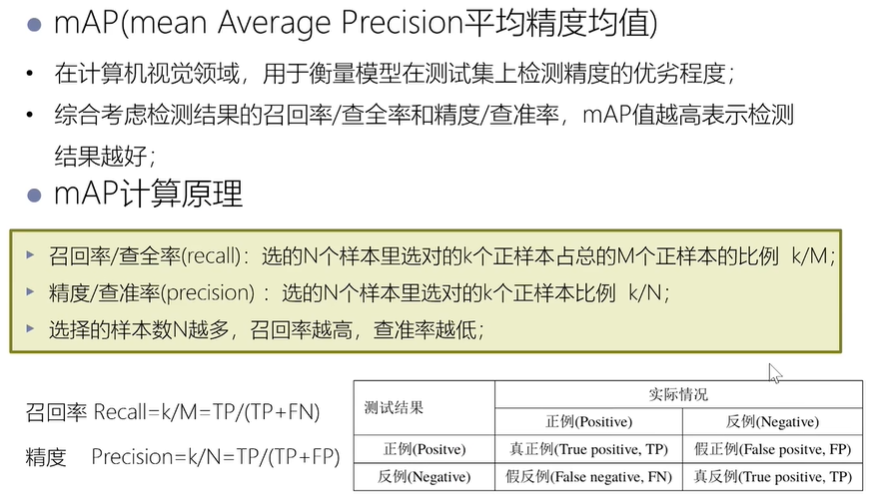 mAP(mean Average Precision平均精度均值)
在计算机视觉领域，用于衡量模型在测试集上检测精度的优劣程度；
综合考虑检测结果的召回率/查全率和精度/查准率，mAP值越高表示检测
结果越好；
mAP计算原理
召回率/查全率(recall)：选的N个样本里选对的k个正样本占总的M个正样本的比例 k/M；
精度/查准率(precision) ：选的N个样本里选对的k个正样本比例 k/N；
选择的样本数N越多，召回率越高，查准率越低；
召回率 Recall=k/M=TP/(TP+FN)
精度 Precision=k/N=TP/(TP+FP)
测试结果 实际情况
正例(Positive) 反例(Negative)
正例(Positve) 真正例(True positive, TP) 假正例(False positve, FP)
反例(Negative) 假反例(False negative, FN) 真反例(True positve, TP)